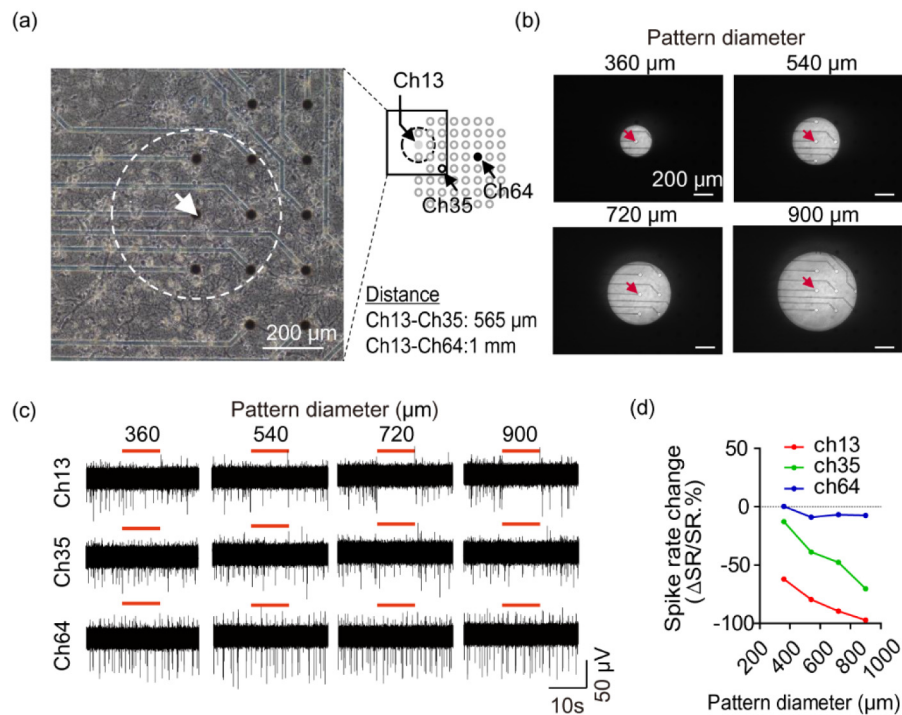 (a)
Ch13
Ch64
Ch35
200 µm
Distance
Ch13-Ch35: 565 µm
Ch13-Ch64:1 mm
(b)
Pattern diameter
360 µm
540 µm
200 µm
720 µm
900 µm
(c)
Pattern diameter (µm)
360 540 720 900
Ch13
Ch35
Ch64
50 µV
10s
(d)
ch13
ch35
ch64
Spike rate change
(ΔSR/SR.%)
50
0
-50
-100
200 400 600 800 1000
Pattern diameter (µm)